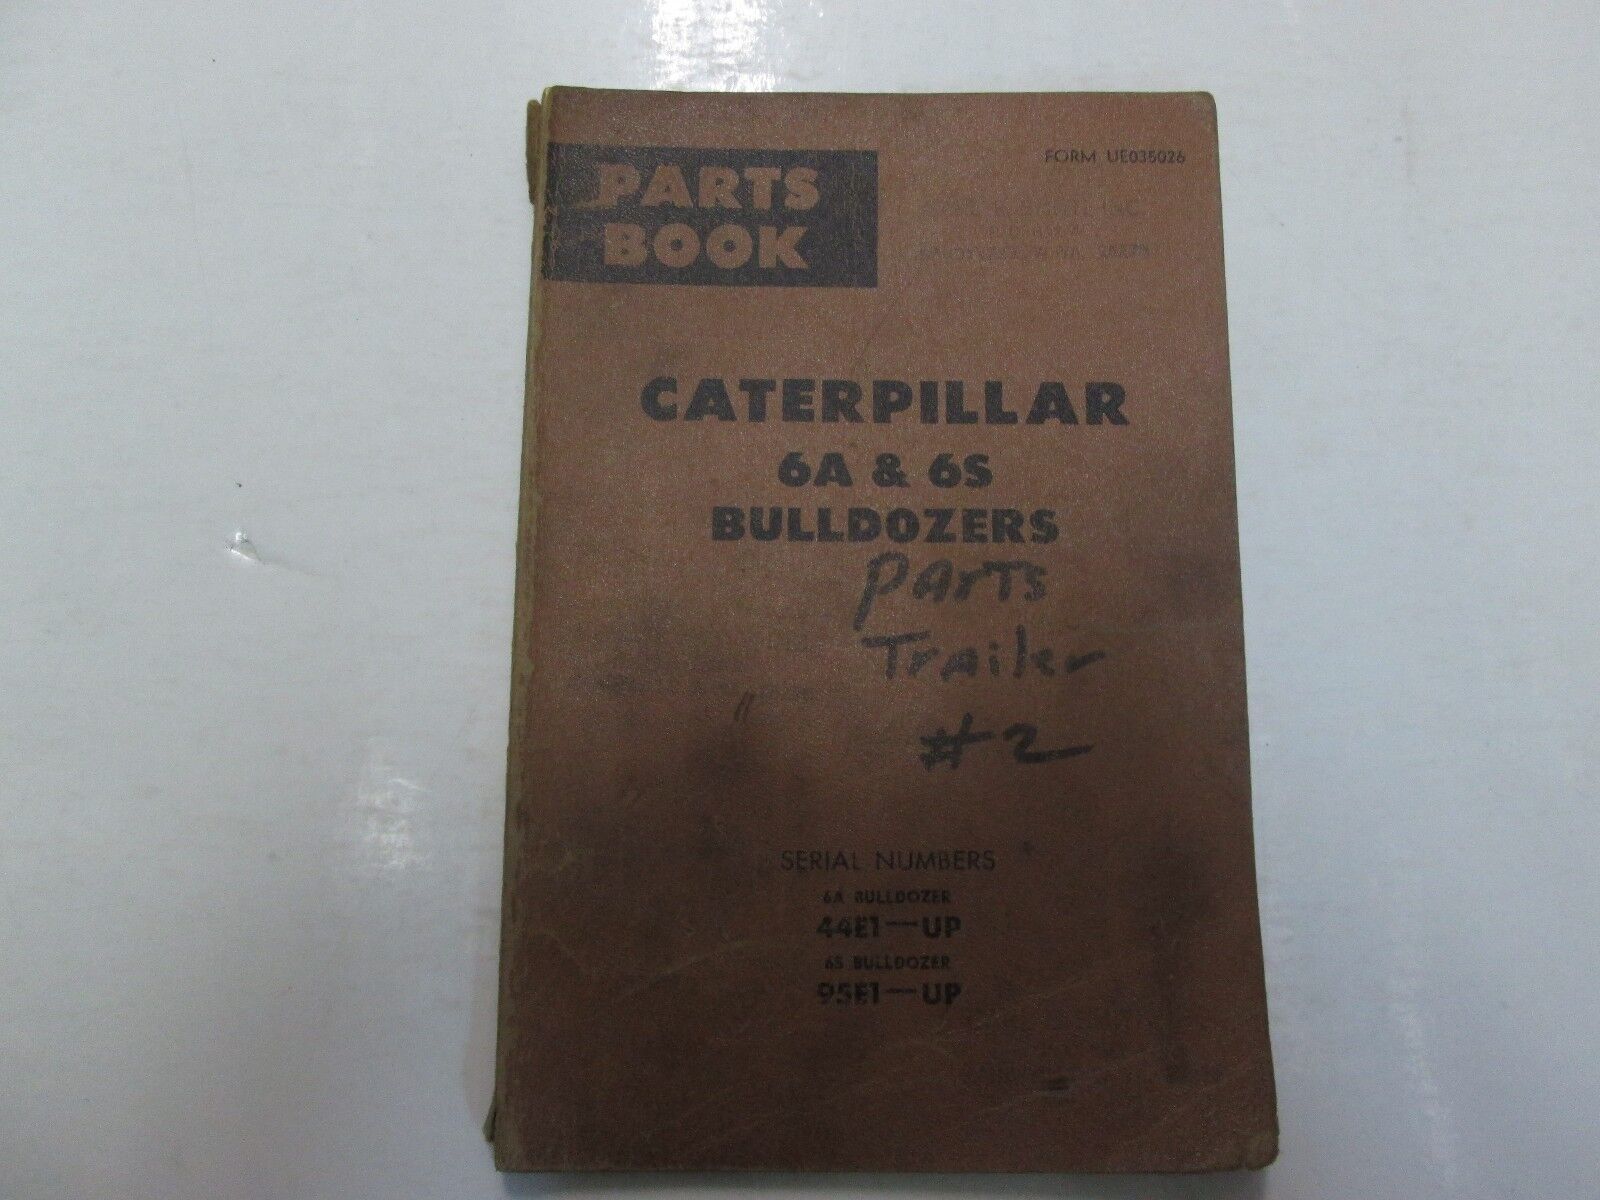 PARTS
BOOK
FORM UE035026
CATERPILLAR
6A & 6S
BULLDOZERS
Parts
Trailer
#2
SERIAL NUMBERS
6A BULLDOZER
44E1—UP
6S BULLDOZER
95E1—UP